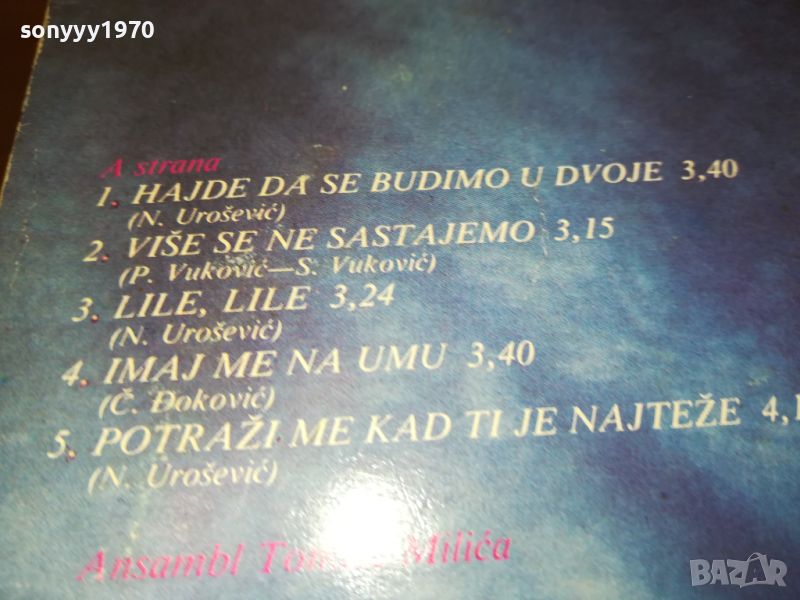 sonyyy1970
A strana
1. HAJDE DA SE BUDIMO U DVOJE 3,40
(N. Urošević)
2. VIŠE SE NE SASTAJEMO 3,15
(P. Vuković—S. Vuković)
3. LILE, LILE 3,24
(N. Urošević)
4. IMAJ ME NA UMU 3,40
(Č. Đoković)
5. POTRAŽI ME KAD TI JE NAJTEŽE
(N. Urošević)
Ansambl Milića
BAZAR